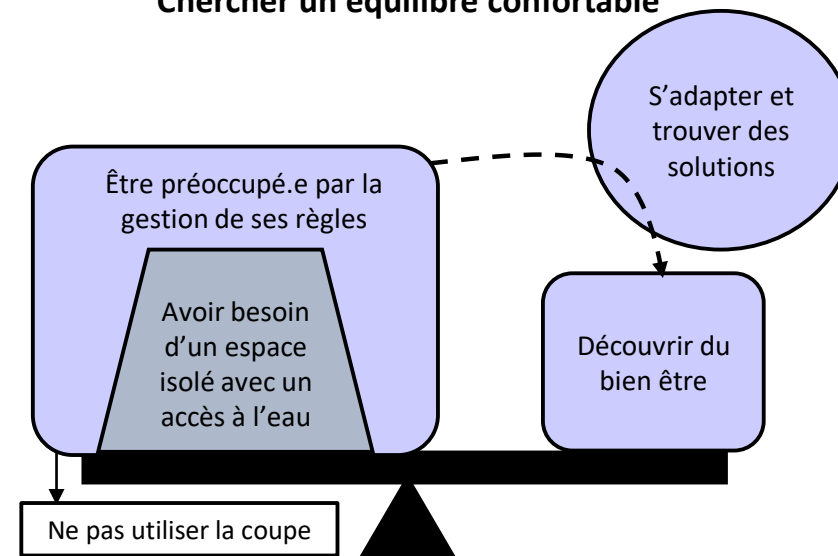 Chercher un équilibre confortable
S’adapter et
trouver des
solutions
Être préoccupé.e par la
gestion de ses règles
Avoir besoin
d’un espace
isolé avec un
accès à l’eau
Découvrir du
bien être
Ne pas utiliser la coupe